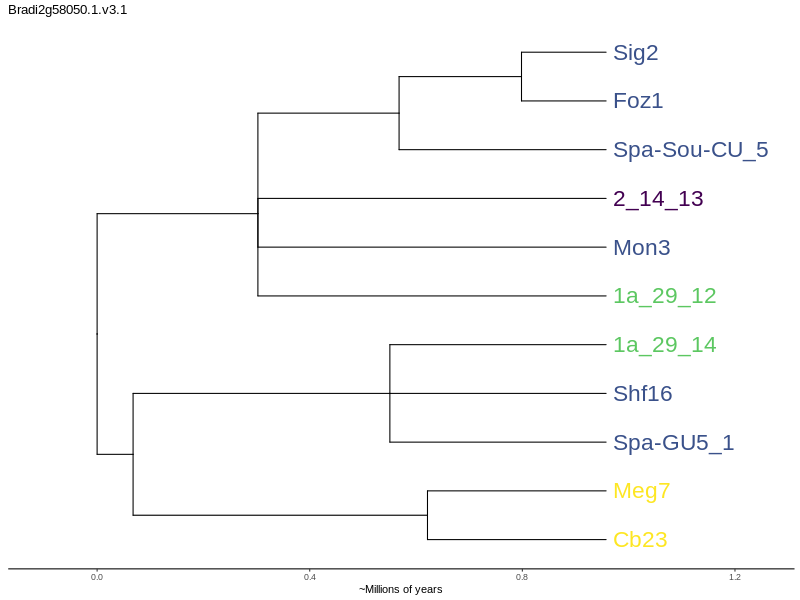 Bradi2g58050.1.v3.1
Sig2
Foz1
Spa-Sou-CU_5
2_14_13
Mon3
1a_29_12
1a_29_14
Shf16
Spa-GU5_1
Meg7
Cb23
0.0 0.4 0.8 1.2
~Millions of years